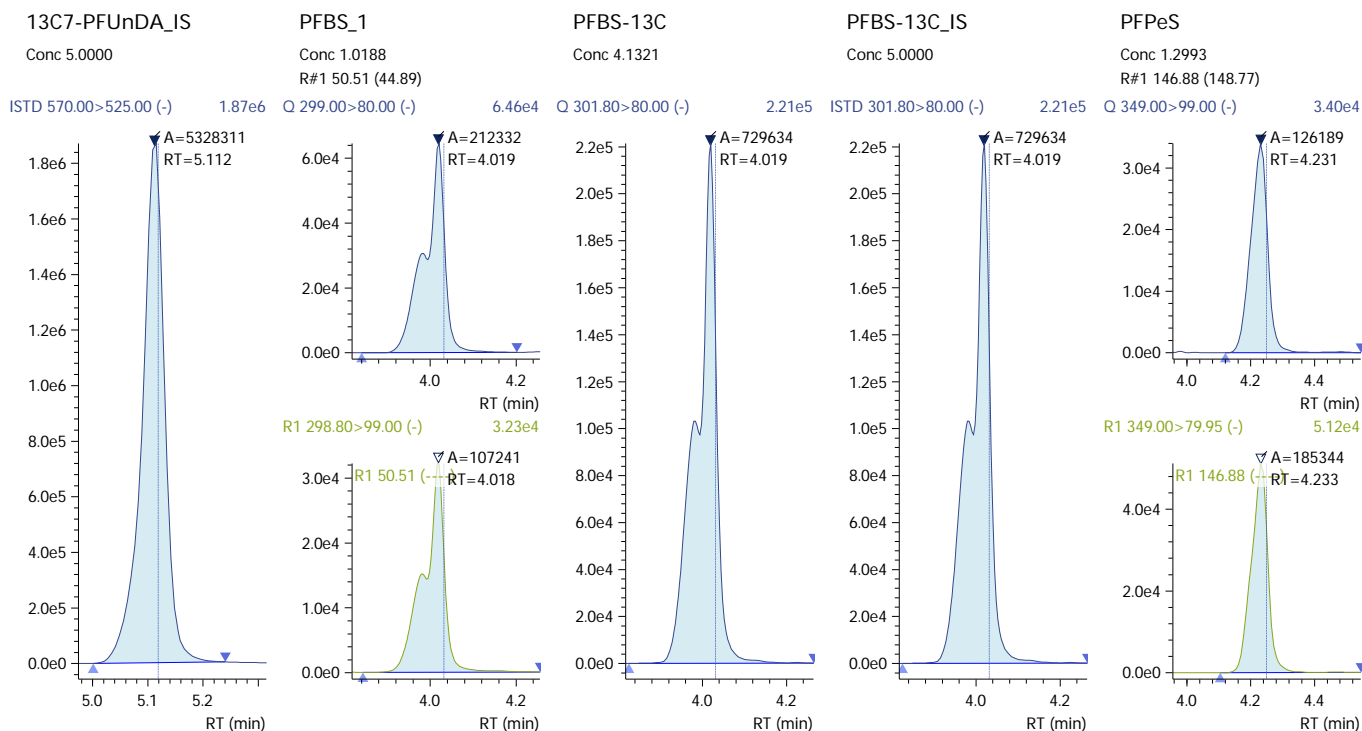 13C7-PFUnDA_IS
Conc 5.0000
ISTD 570.00>525.00 (-) 1.87e6
A=5328311
RT=5.112
1.8e6
1.6e6
1.4e6
1.2e6
1.0e6
8.0e5
6.0e5
4.0e5
2.0e5
0.0e0
5.0 5.1 5.2
RT (min)
PFBS_1
Conc 1.0188
R#1 50.51 (44.89)
Q 299.00>80.00 (-) 6.46e4
A=212332
RT=4.019
6.0e4
4.0e4
2.0e4
0.0e0
4.0 4.2
RT (min)
R1 298.80>99.00 (-) 3.23e4
A=107241
R1 50.51 (----)
RT=4.018
3.0e4
2.0e4
1.0e4
0.0e0
4.0 4.2
RT (min)
PFBS-13C
Conc 4.1321
Q 301.80>80.00 (-) 2.21e5
A=729634
RT=4.019
2.2e5
2.0e5
1.8e5
1.6e5
1.4e5
1.2e5
1.0e5
8.0e4
6.0e4
4.0e4
2.0e4
0.0e0
4.0 4.2
RT (min)
PFBS-13C_IS
Conc 5.0000
ISTD 301.80>80.00 (-) 2.21e5
A=729634
RT=4.019
2.2e5
2.0e5
1.8e5
1.6e5
1.4e5
1.2e5
1.0e5
8.0e4
6.0e4
4.0e4
2.0e4
0.0e0
4.0 4.2
RT (min)
PFPeS
Conc 1.2993
R#1 146.88 (148.77)
Q 349.00>99.00 (-) 3.40e4
A=126189
RT=4.231
3.0e4
2.0e4
1.0e4
0.0e0
4.0 4.2 4.4
RT (min)
R1 349.00>79.95 (-) 5.12e4
A=185344
R1 146.88 (----)
RT=4.233
4.0e4
2.0e4
0.0e0
4.0 4.2 4.4
RT (min)